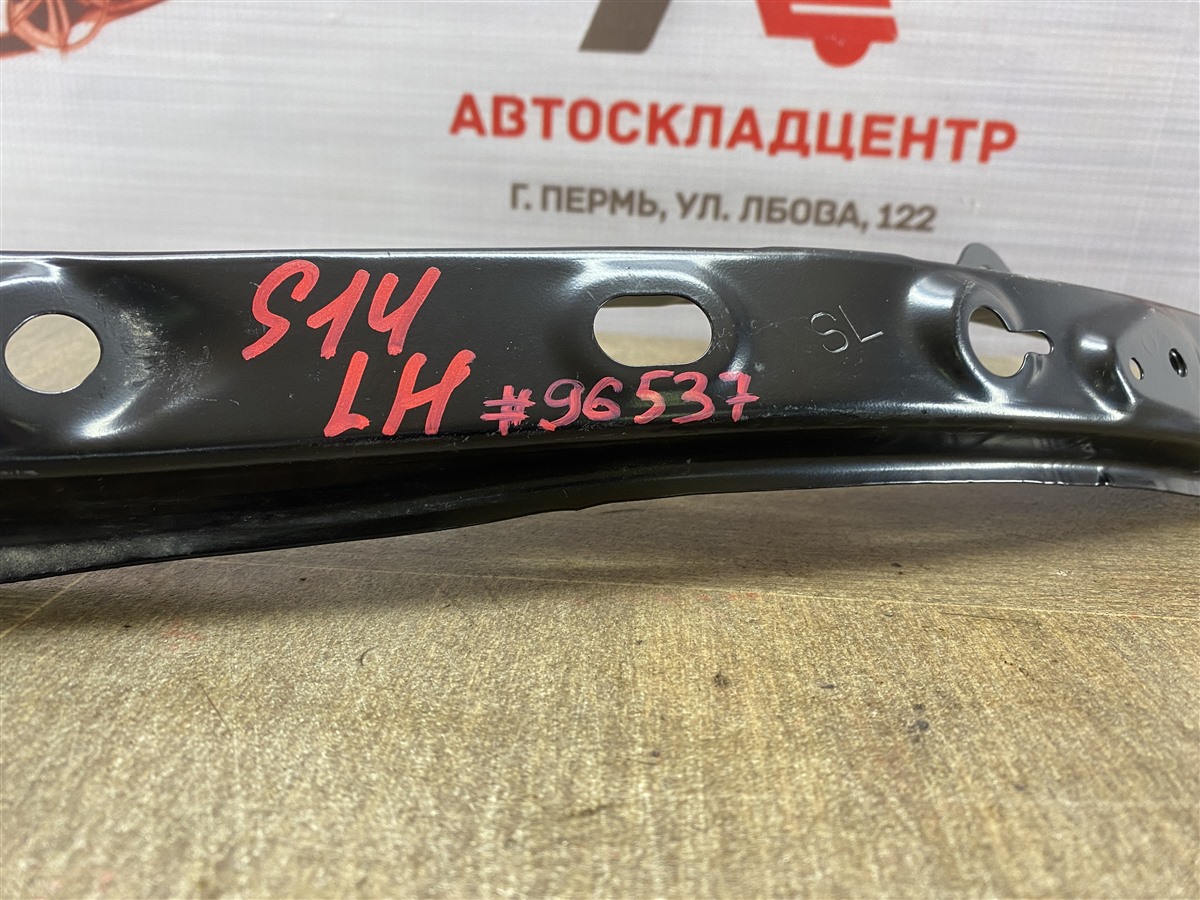 АВТОСКЛАДЦЕНТР
Г. ПЕРМЬ, УЛ. ЛБОВА, 122
S14
LH #96537
SL